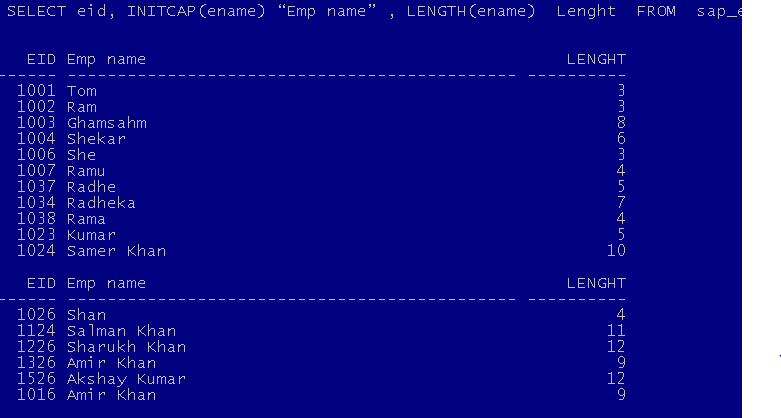 SELECT eid, INITCAP(ename) “Emp name” , LENGTH(ename) Lenght FROM
EID Emp name LENGHT
------ --------------------------------------------- ----------
1001 Tom 3
1002 Ram 3
1003 Ghamsahm 8
1004 Shekar 6
1006 She 3
1007 Ramu 4
1037 Radhe 5
1034 Radheka 7
1038 Rama 4
1023 Kumar 5
1024 Samer Khan 10
EID Emp name LENGHT
------ --------------------------------------------- ----------
1026 Shan 4
1124 Salman Khan 11
1226 Sharukh Khan 12
1326 Amir Khan 9
1526 Akshay Kumar 12
1016 Amir Khan 9